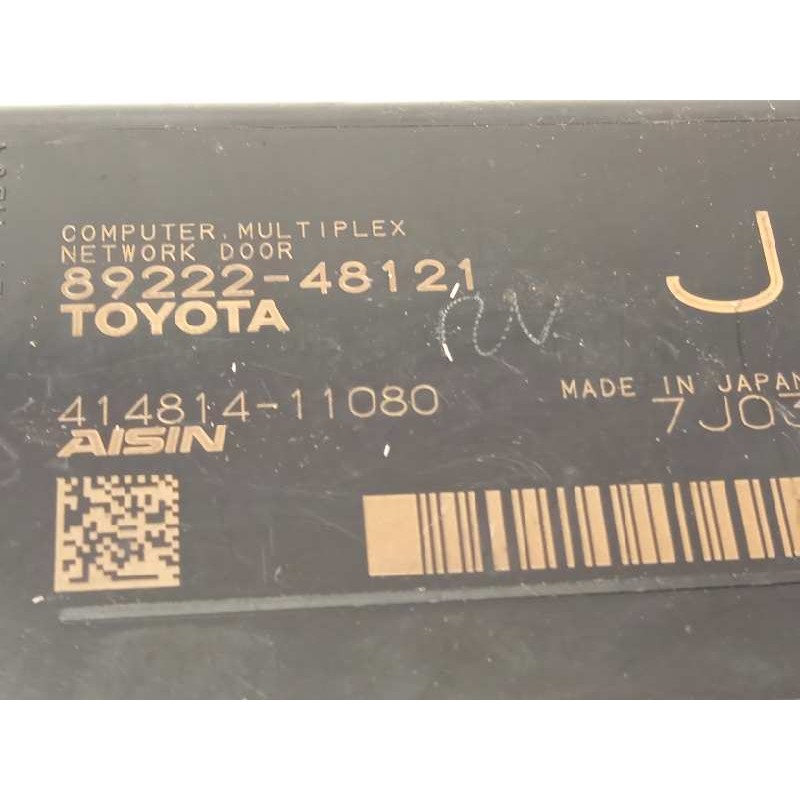 COMPUTER, MULTIPLEX
NETWORK DOOR
89222-48121
TOYOTA
J
414814-11080
AISIN
MADE IN JAPAN